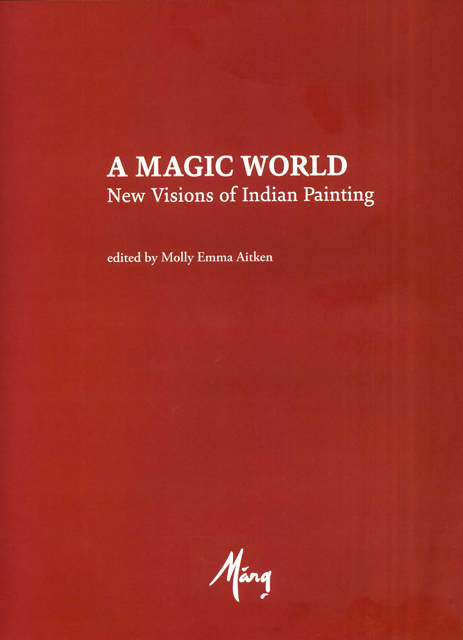 A MAGIC WORLD
New Visions of Indian Painting
edited by Molly Emma Aitken
Mārg